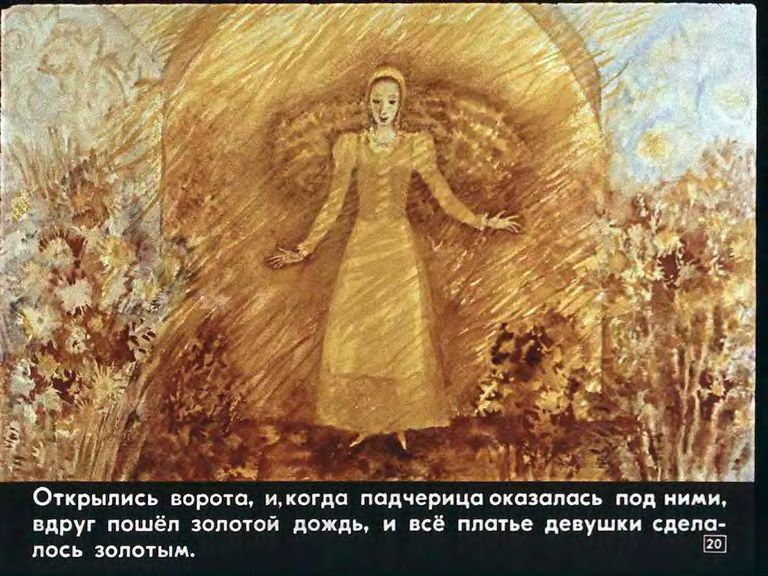 Открылись ворота, и, когда падчерица оказалась под ними,
вдруг пошёл золотой дождь, и всё платье девушки сдела-
лось золотым.
20